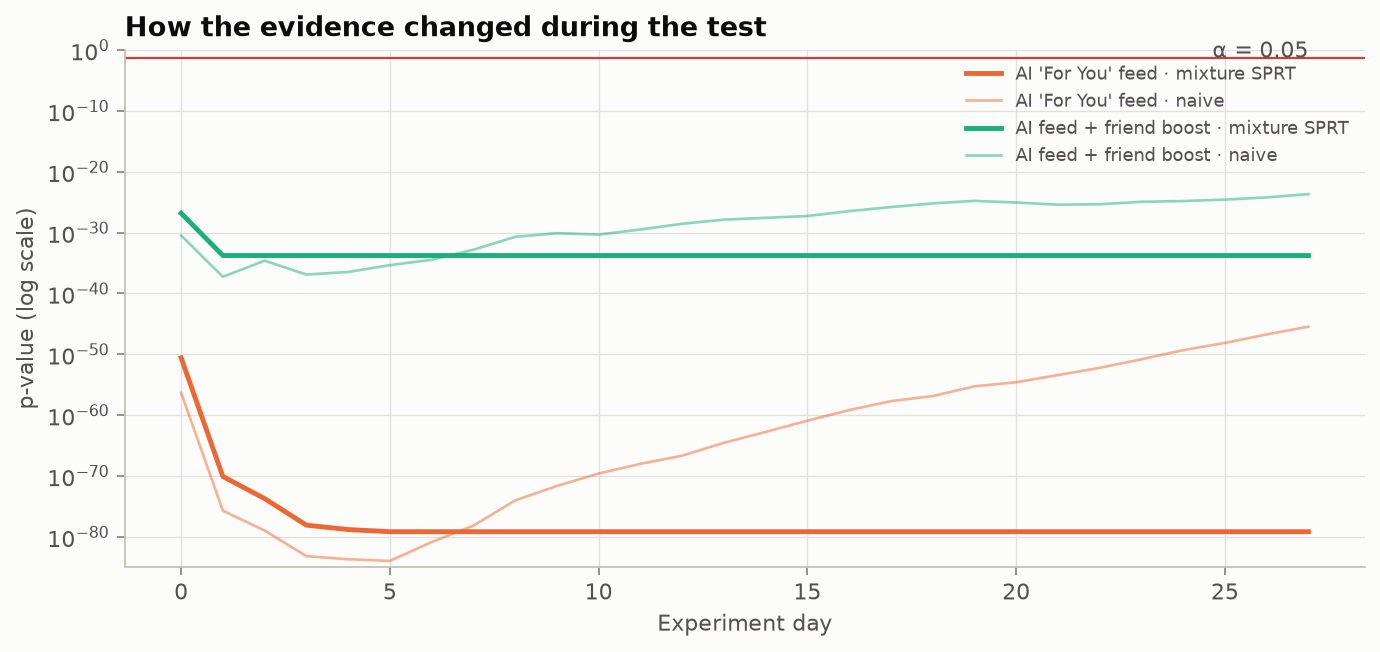 How the evidence changed during the test
α = 0.05
AI 'For You' feed · mixture SPRT
AI 'For You' feed · naive
AI feed + friend boost · mixture SPRT
AI feed + friend boost · naive
p-value (log scale)
10⁰
10⁻¹⁰
10⁻²⁰
10⁻³⁰
10⁻⁴⁰
10⁻⁵⁰
10⁻⁶⁰
10⁻⁷⁰
10⁻⁸⁰
0 5 10 15 20 25
Experiment day